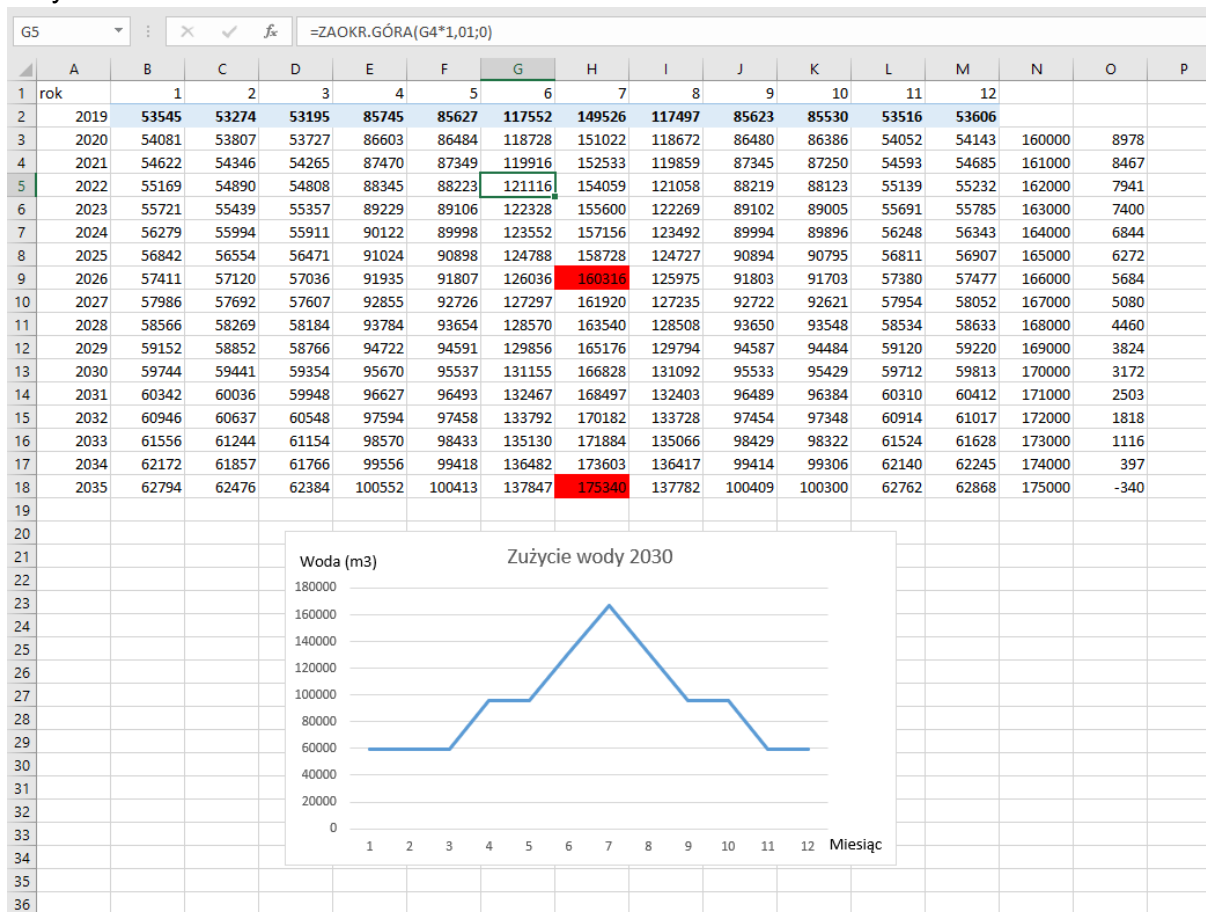 G5 fx =ZAOKR.GÓRA(G4*1,01;0)
A B C D E F G H I J K L M N O P
1 rok 1 2 3 4 5 6 7 8 9 10 11 12
2 2019 53545 53274 53195 85745 85627 117552 149526 117497 85623 85530 53516 53606
3 2020 54081 53807 53727 86603 86484 118728 151022 118672 86480 86386 54052 54143 160000 8978
4 2021 54622 54346 54265 87470 87349 119916 152533 119859 87345 87250 54593 54685 161000 8467
5 2022 55169 54890 54808 88345 88223 121116 154059 121058 88219 88123 55139 55232 162000 7941
6 2023 55721 55439 55357 89229 89106 122328 155600 122269 89102 89005 55691 55785 163000 7400
7 2024 56279 55994 55911 90122 89998 123552 157156 123492 89994 89896 56248 56343 164000 6844
8 2025 56842 56554 56471 91024 90898 124788 158728 124727 90894 90795 56811 56907 165000 6272
9 2026 57411 57120 57036 91935 91807 126036 160316 125975 91803 91703 57380 57477 166000 5684
10 2027 57986 57692 57607 92855 92726 127297 161920 127235 92722 92621 57954 58052 167000 5080
11 2028 58566 58269 58184 93784 93654 128570 163540 128508 93650 93548 58534 58633 168000 4460
12 2029 59152 58852 58766 94722 94591 129856 165176 129794 94587 94484 59120 59220 169000 3824
13 2030 59744 59441 59354 95670 95537 131155 166828 131092 95533 95429 59712 59813 170000 3172
14 2031 60342 60036 59948 96627 96493 132467 168497 132403 96489 96384 60310 60412 171000 2503
15 2032 60946 60637 60548 97594 97458 133792 170182 133728 97454 97348 60914 61017 172000 1818
16 2033 61556 61244 61154 98570 98433 135130 171884 135066 98429 98322 61524 61628 173000 1116
17 2034 62172 61857 61766 99556 99418 136482 173603 136417 99414 99306 62140 62245 174000 397
18 2035 62794 62476 62384 100552 100413 137847 175340 137782 100409 100300 62762 62868 175000 -340
19
20
21
22
23
24
25
26
27
28
29
30
31
32
33
34
35
36
Zużycie wody 2030
Woda (m3)
180000
160000
140000
120000
100000
80000
60000
40000
20000
0
1 2 3 4 5 6 7 8 9 10 11 12 Miesiąc